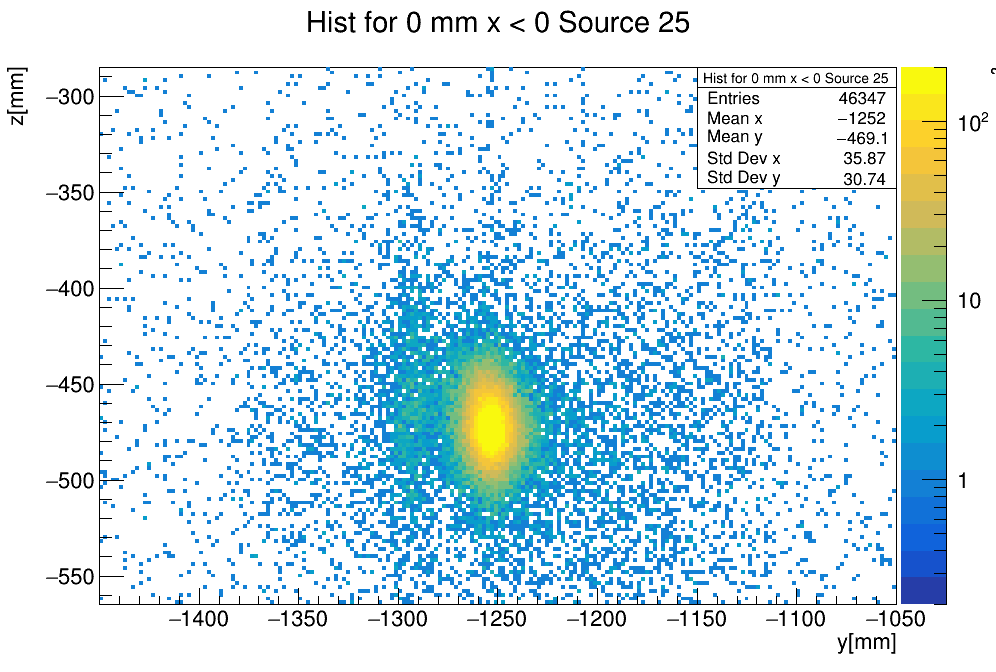 Hist for 0 mm x < 0 Source 25
z[mm]
Hist for 0 mm x < 0 Source 25
Entries 46347
Mean x −1252
Mean y −469.1
Std Dev x 35.87
Std Dev y 30.74
−300
−350
−400
−450
−500
−550
10²
10
1
−1400 −1350 −1300 −1250 −1200 −1150 −1100 −1050
y[mm]